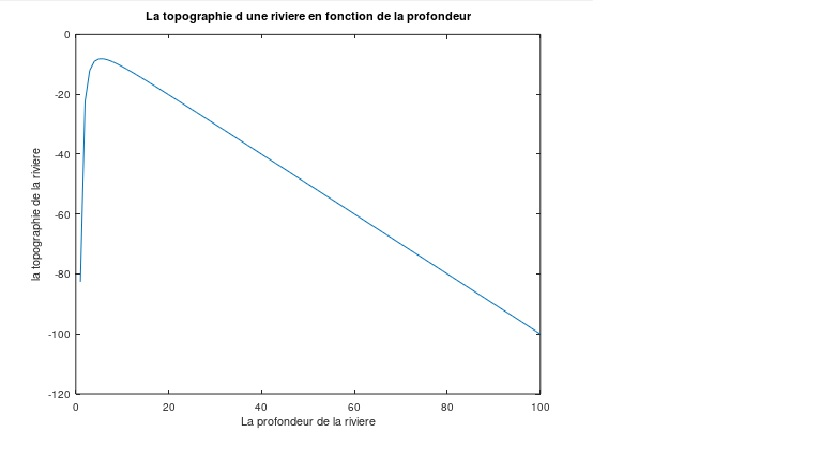 La topographie d une riviere en fonction de la profondeur
0
-20
-40
-60
-80
-100
-120
la topographie de la riviere
0 20 40 60 80 100
La profondeur de la riviere